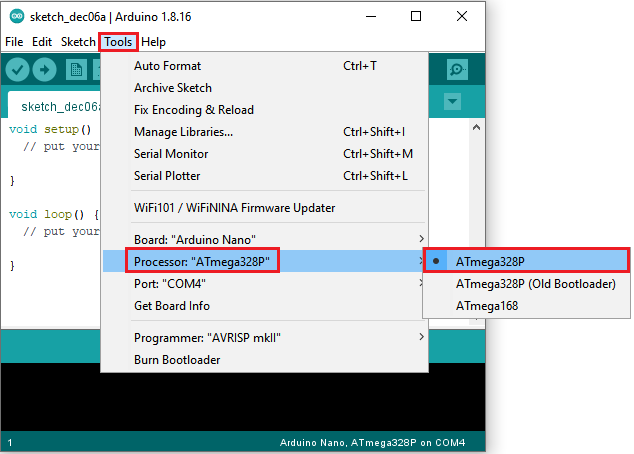 sketch_dec06a | Arduino 1.8.16
File Edit Sketch Tools Help
sketch_dec06a
void setup()
// put your
}
void loop() {
// put your
}
Auto Format Ctrl+T
Archive Sketch
Fix Encoding & Reload
Manage Libraries... Ctrl+Shift+I
Serial Monitor Ctrl+Shift+M
Serial Plotter Ctrl+Shift+L
WiFi101 / WiFiNINA Firmware Updater
Board: "Arduino Nano"
Processor: "ATmega328P"
Port: "COM4"
Get Board Info
Programmer: "AVRISP mkII"
Burn Bootloader
ATmega328P
ATmega328P (Old Bootloader)
ATmega168
1 Arduino Nano, ATmega328P on COM4